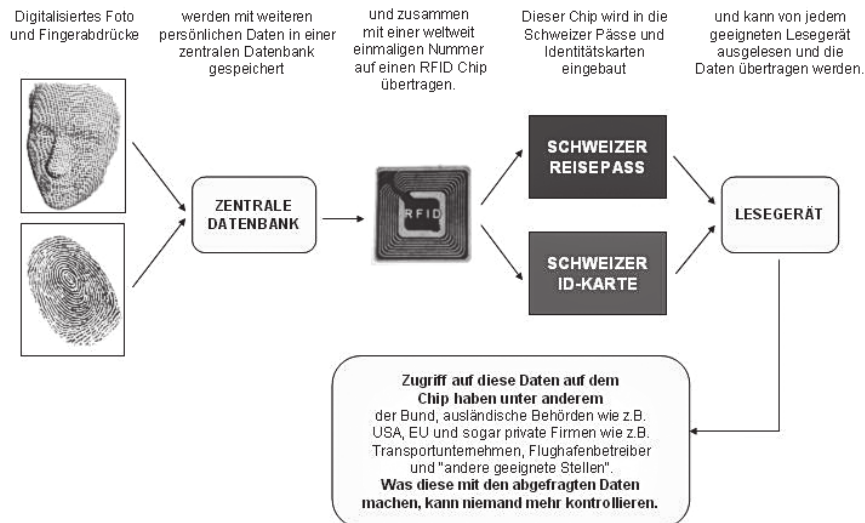 Digitalisiertes Foto
und Fingerabdrücke
werden mit weiteren
persönlichen Daten in einer
zentralen Datenbank
gespeichert
und zusammen
mit einer weltweit
einmaligen Nummer
auf einen RFID Chip
übertragen.
Dieser Chip wird in die
Schweizer Pässe und
Identitätskarten
eingebaut
und kann von jedem
geeigneten Lesegerät
ausgelesen und die
Daten übertragen werden.
ZENTRALE
DATENBANK
RFID
SCHWEIZER
REISEPASS
SCHWEIZER
ID-KARTE
LESEGERÄT
Zugriff auf diese Daten auf dem
Chip haben unter anderem
der Bund, ausländische Behörden wie z.B.
USA, EU und sogar private Firmen wie z.B.
Transportunternehmen, Flughafenbetreiber
und "andere geeignete Stellen".
Was diese mit den abgefragten Daten
machen, kann niemand mehr kontrollieren.